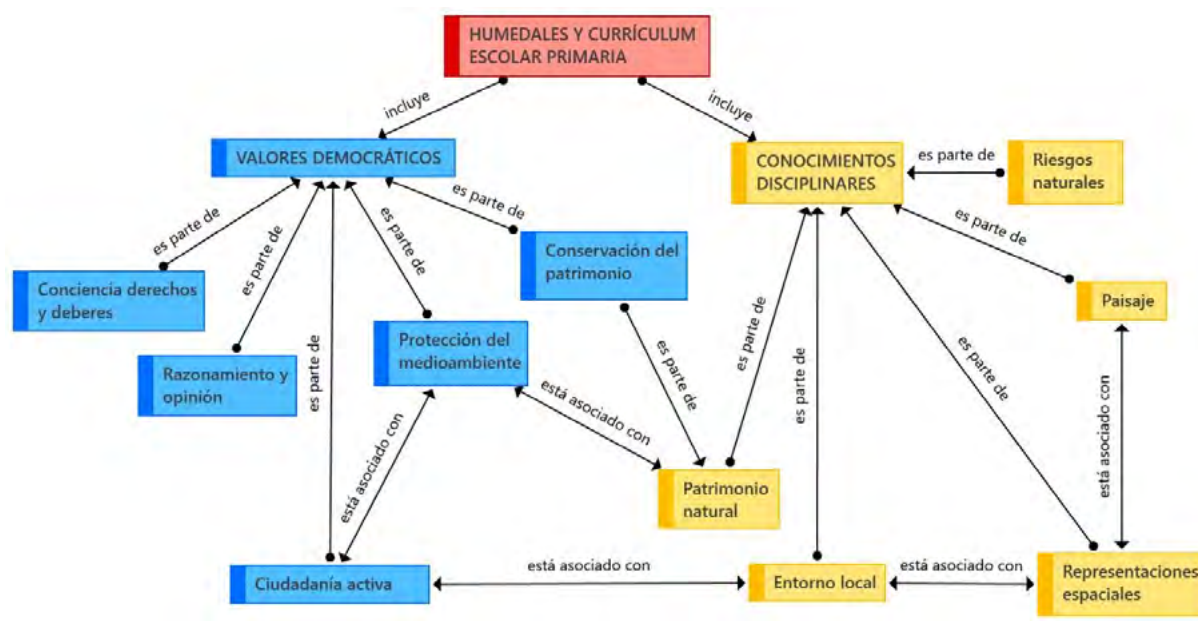 HUMEDALES Y CURRÍCULUM
ESCOLAR PRIMARIA
incluye
incluye
VALORES DEMOCRÁTICOS
CONOCIMIENTOS
DISCIPLINARES
es parte de
Riesgos
naturales
es parte de
es parte de
es parte de
es parte de
es parte de
Conservación del
patrimonio
Conciencia derechos
y deberes
Paisaje
Protección del
medioambiente
Razonamiento y
opinión
es parte de
es parte de
es parte de
es parte de
es parte de
está asociado con
está asociado con
está asociado con
Patrimonio
natural
Ciudadanía activa
está asociado con
Entorno local
está asociado con
Representaciones
espaciales